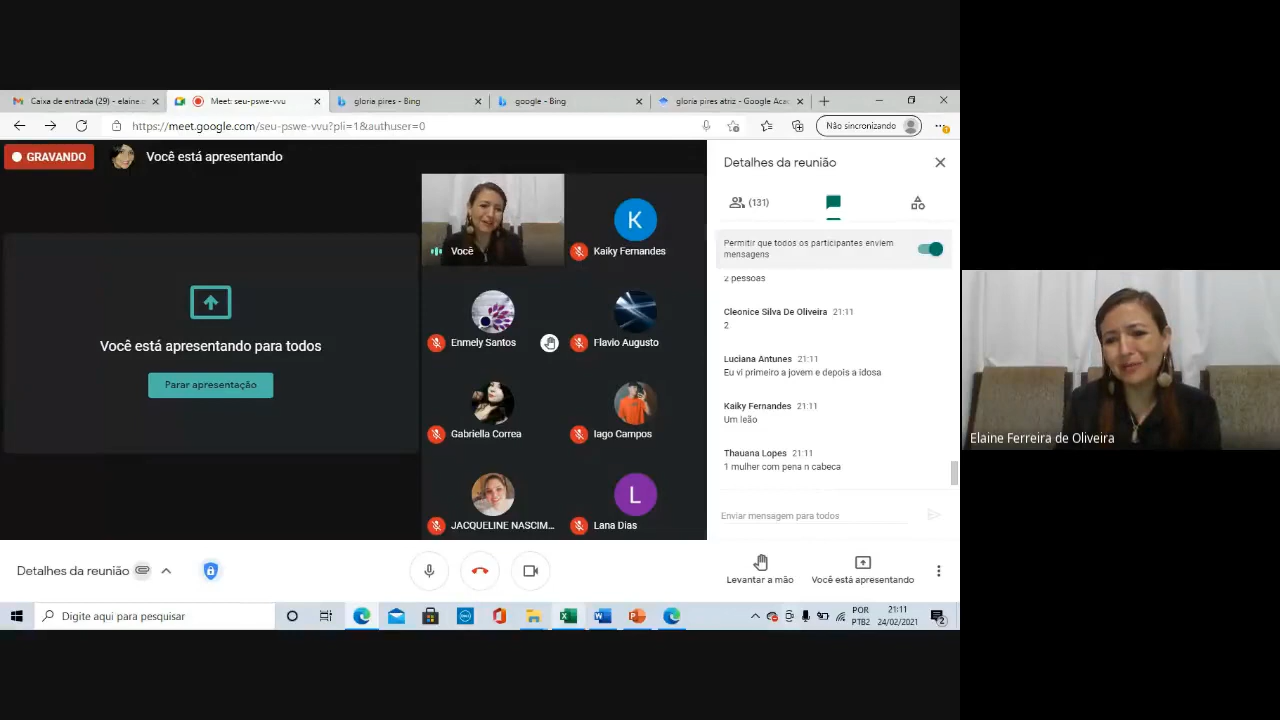 Caixa de entrada (29) - elaine.
Meet: seu-pswe-vvu
gloria pires - Bing
google - Bing
gloria pires atriz - Google Aca
https://meet.google.com/seu-pswe-vvu?pli=1&authuser=0
Não sincronizando
GRAVANDO
Você está apresentando
Detalhes da reunião
(131)
Permitir que todos os participantes enviem
mensagens
2 pessoas
Cleonice Silva De Oliveira 21:11
2
Luciana Antunes 21:11
Eu vi primeiro a jovem e depois a idosa
Kaiky Fernandes 21:11
Um leão
Thauana Lopes 21:11
1 mulher com pena n cabeca
Enviar mensagem para todos
Você está apresentando para todos
Parar apresentação
Você
K
Kaiky Fernandes
Enmely Santos
Flavio Augusto
Gabriella Correa
Iago Campos
JACQUELINE NASCIM...
L
Lana Dias
Elaine Ferreira de Oliveira
Detalhes da reunião
Levantar a mão
Você está apresentando
Digite aqui para pesquisar
POR
PTB2
21:11
24/02/2021
2